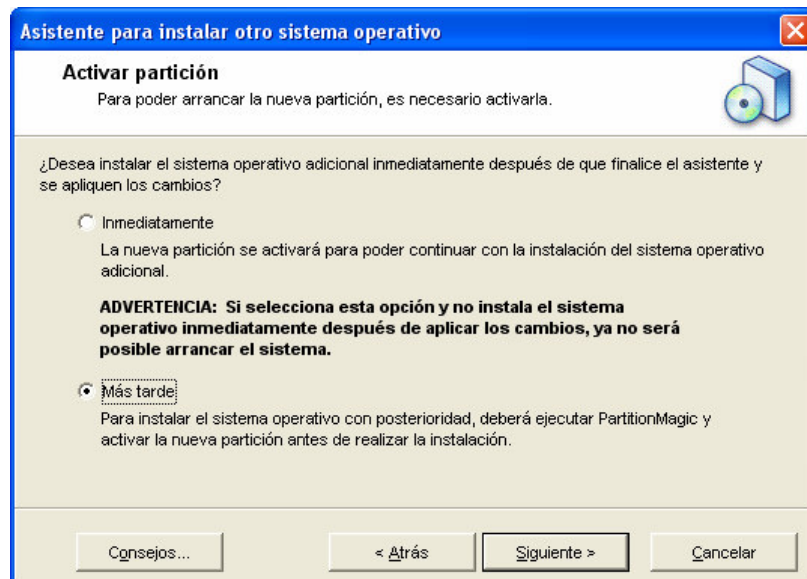 Asistente para instalar otro sistema operativo
Activar partición
Para poder arrancar la nueva partición, es necesario activarla.
¿Desea instalar el sistema operativo adicional inmediatamente después de que finalice el asistente y
se apliquen los cambios?
Inmediatamente
La nueva partición se activará para poder continuar con la instalación del sistema operativo
adicional.
ADVERTENCIA: Si selecciona esta opción y no instala el sistema
operativo inmediatamente después de aplicar los cambios, ya no será
posible arrancar el sistema.
Más tarde
Para instalar el sistema operativo con posterioridad, deberá ejecutar PartitionMagic y
activar la nueva partición antes de realizar la instalación.
Consejos... < Atrás Siguiente > Cancelar